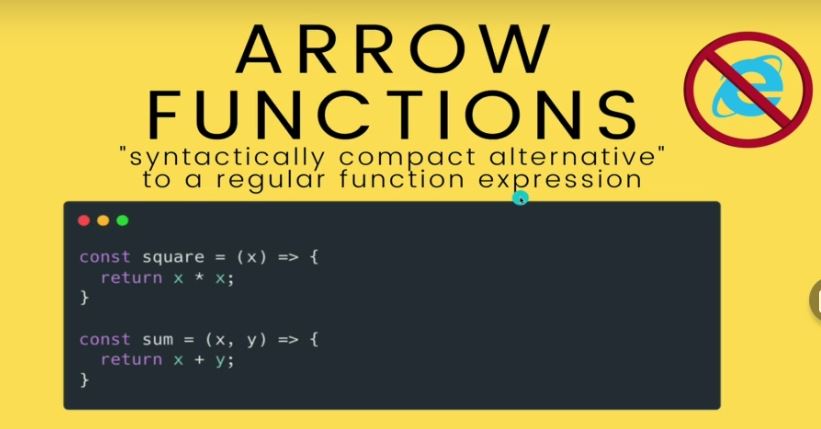 ARROW
FUNCTIONS
"syntactically compact alternative"
to a regular function expression
const square = (x) => {
  return x * x;
}
const sum = (x, y) => {
  return x + y;
}